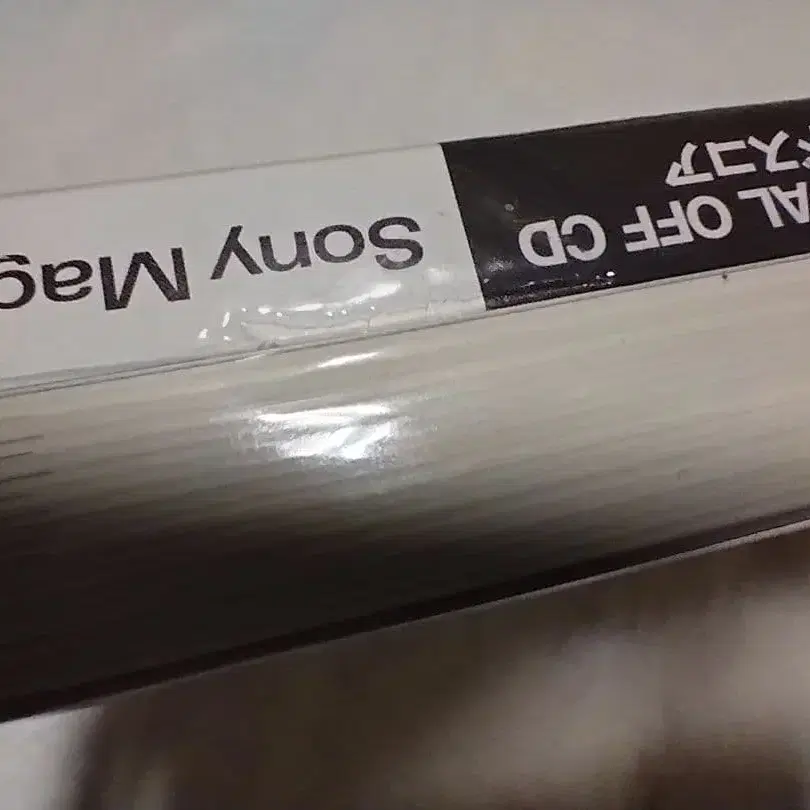 AL OFF CD
スコア
Sony Mag